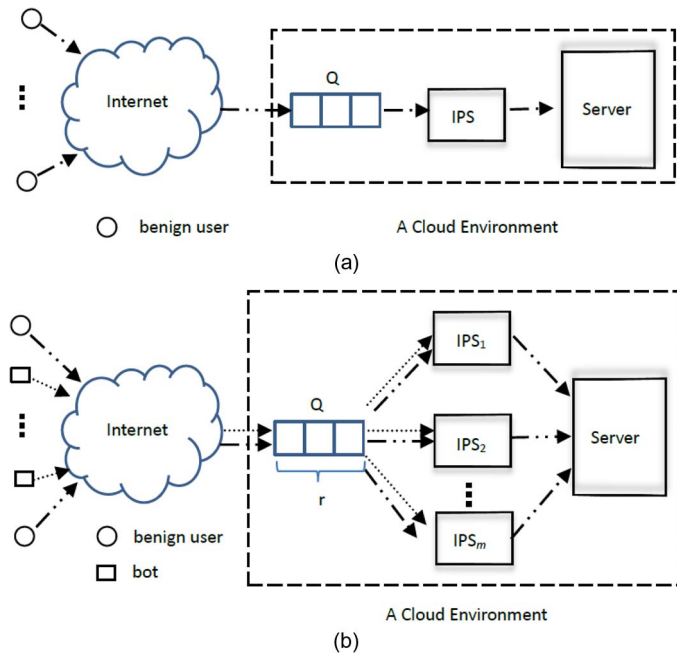 Q
Internet
IPS
Server
benign user
A Cloud Environment
(a)
IPS1
Q
Internet
IPS2
Server
r
benign user
IPSm
bot
A Cloud Environment
(b)